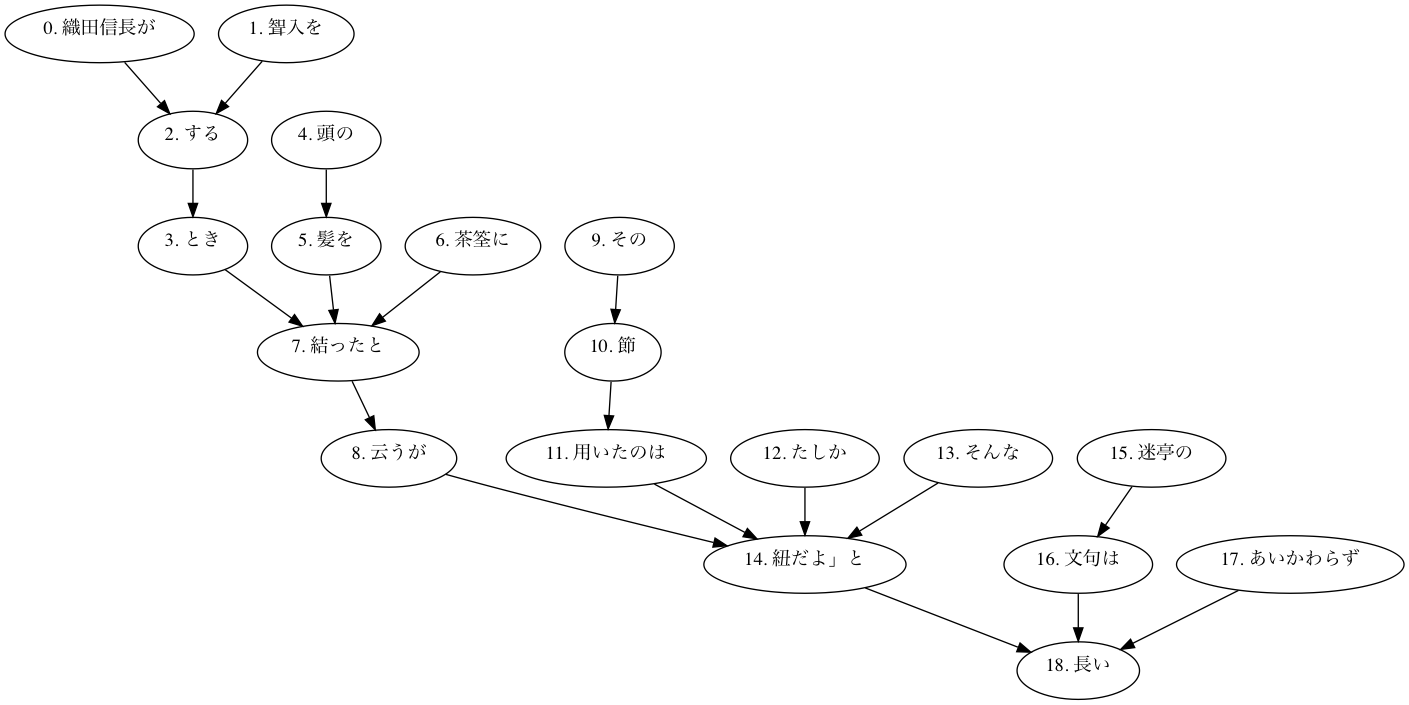 0. 織田信長が
1. 聟入を
2. する
4. 頭の
3. とき
5. 髪を
6. 茶筌に
9. その
7. 結ったと
10. 節
8. 云うが
11. 用いたのは
12. たしか
13. そんな
15. 迷亭の
14. 紐だよ」と
16. 文句は
17. あいかわらず
18. 長い